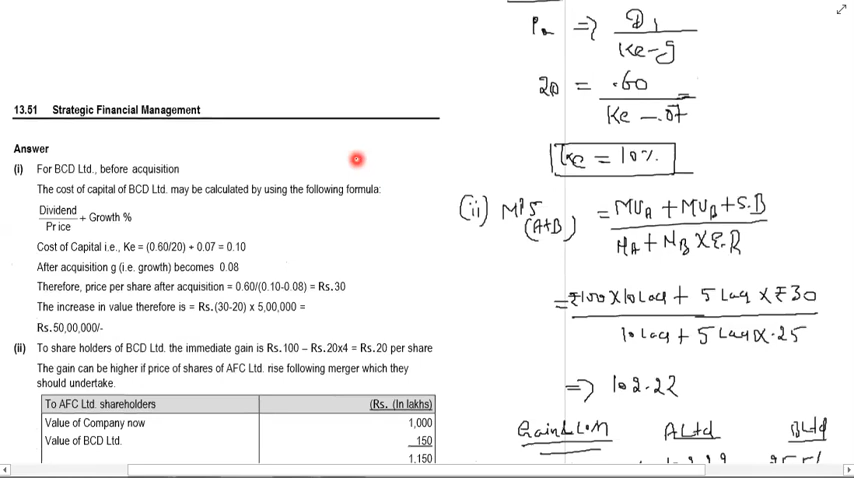 13.51 Strategic Financial Management
Answer
(i) For BCD Ltd., before acquisition
The cost of capital of BCD Ltd. may be calculated by using the following formula:
Dividend
Price
+ Growth %
Cost of Capital i.e., Ke = (0.60/20) + 0.07 = 0.10
After acquisition g (i.e. growth) becomes 0.08
Therefore, price per share after acquisition = 0.60/(0.10-0.08) = Rs.30
The increase in value therefore is = Rs.(30-20) x 5,00,000 =
Rs.50,00,000/-
(ii) To share holders of BCD Ltd. the immediate gain is Rs.100 – Rs.20x4 = Rs.20 per share
The gain can be higher if price of shares of AFC Ltd. rise following merger which they
should undertake.
To AFC Ltd. shareholders (Rs. (In lakhs)
Value of Company now 1,000
Value of BCD Ltd. 150
1,150
P₀ ⇒ D₁
Ke-g
20 = .60
Ke - .07
Ke = 10%
(ii) MPS (A+B) = MVA + MVB + S.B
NA + NB X E.R
= ₹100 X 10 Lacs + 5 Lacs X ₹30
10 Lacs + 5 Lacs X .25
⇒ 102.22
Gain & Loss A Ltd B Ltd